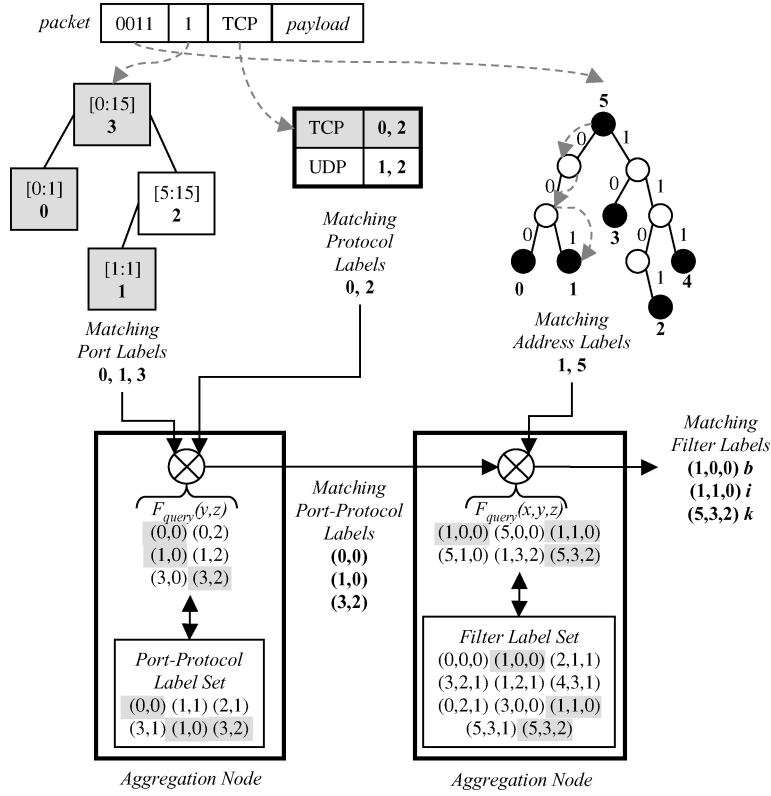 packet 0011 1 TCP payload
[0:15]
3
[0:1]
0
[5:15]
2
[1:1]
1
Matching
Port Labels
0, 1, 3
TCP 0, 2
UDP 1, 2
Matching
Protocol
Labels
0, 2
5
0 1
0 0 1
0 1 3 0 1
0 1 1 4
2
Matching
Address Labels
1, 5
Fquery(y,z)
(0,0) (0,2)
(1,0) (1,2)
(3,0) (3,2)
Port-Protocol
Label Set
(0,0) (1,1) (2,1)
(3,1) (1,0) (3,2)
Aggregation Node
Matching
Port-Protocol
Labels
(0,0)
(1,0)
(3,2)
Fquery(x,y,z)
(1,0,0) (5,0,0) (1,1,0)
(5,1,0) (1,3,2) (5,3,2)
Filter Label Set
(0,0,0) (1,0,0) (2,1,1)
(3,2,1) (1,2,1) (4,3,1)
(0,2,1) (3,0,0) (1,1,0)
(5,3,1) (5,3,2)
Aggregation Node
Matching
Filter Labels
(1,0,0) b
(1,1,0) i
(5,3,2) k